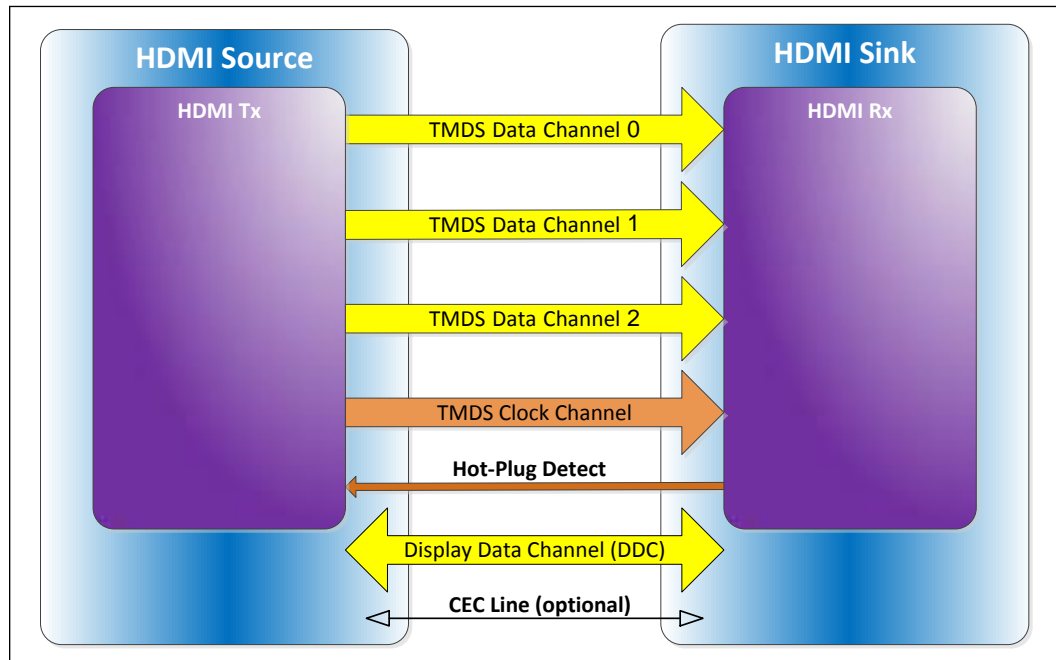 HDMI Source
HDMI Sink
HDMI Tx
HDMI Rx
TMDS Data Channel 0
TMDS Data Channel 1
TMDS Data Channel 2
TMDS Clock Channel
Hot-Plug Detect
Display Data Channel (DDC)
CEC Line (optional)